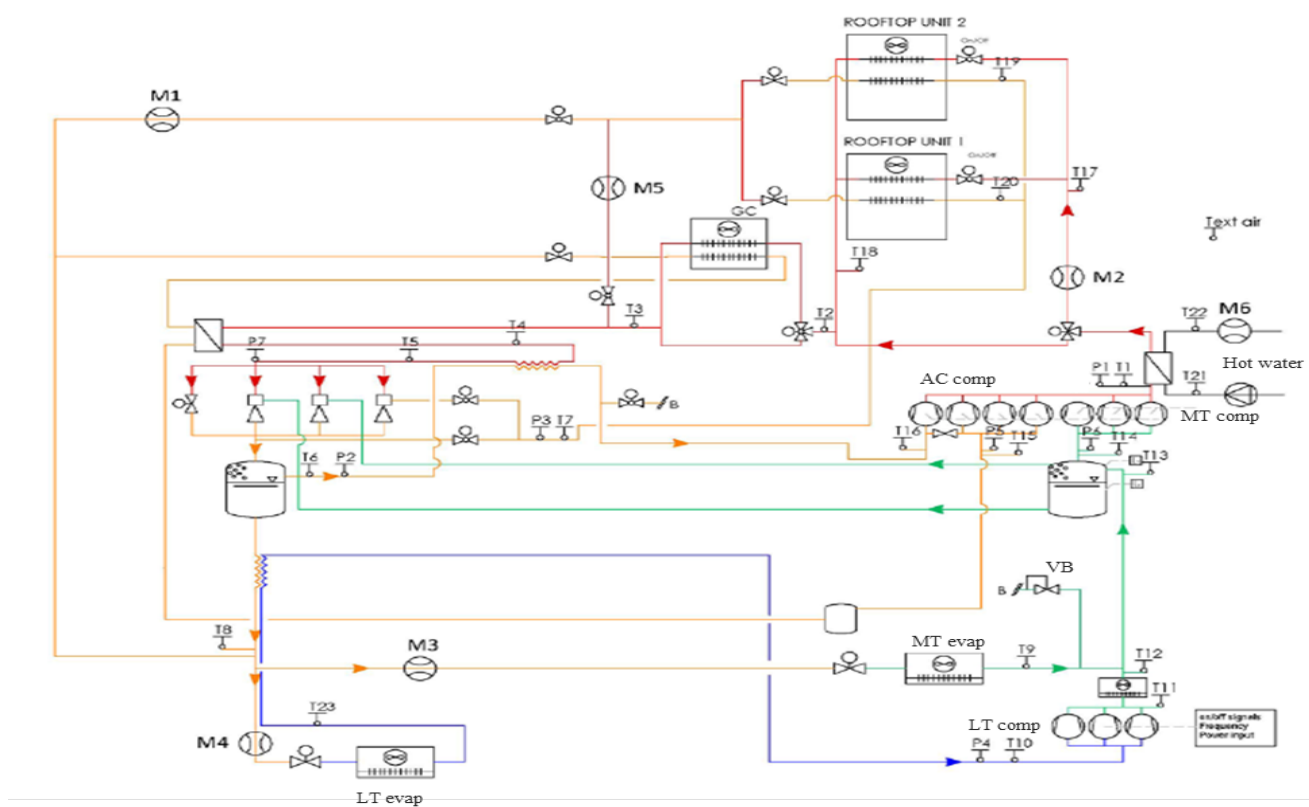 ROOFTOP UNIT 2
ON/OFF
T19
M1
ROOFTOP UNIT 1
ON/OFF
T20
T17
M5
GC
Text air
T18
M2
T3
T2
T22
M6
T4
P7
T5
Hot water
P1 T1
T21
AC comp
MT comp
B
P3 T7
T16
P5
T15
P6
T14
T6
P2
T13
VB
B
T8
M3
MT evap
T9
T12
T11
T23
LT comp
on/off signals
Frequency
Power input
M4
P4 T10
LT evap